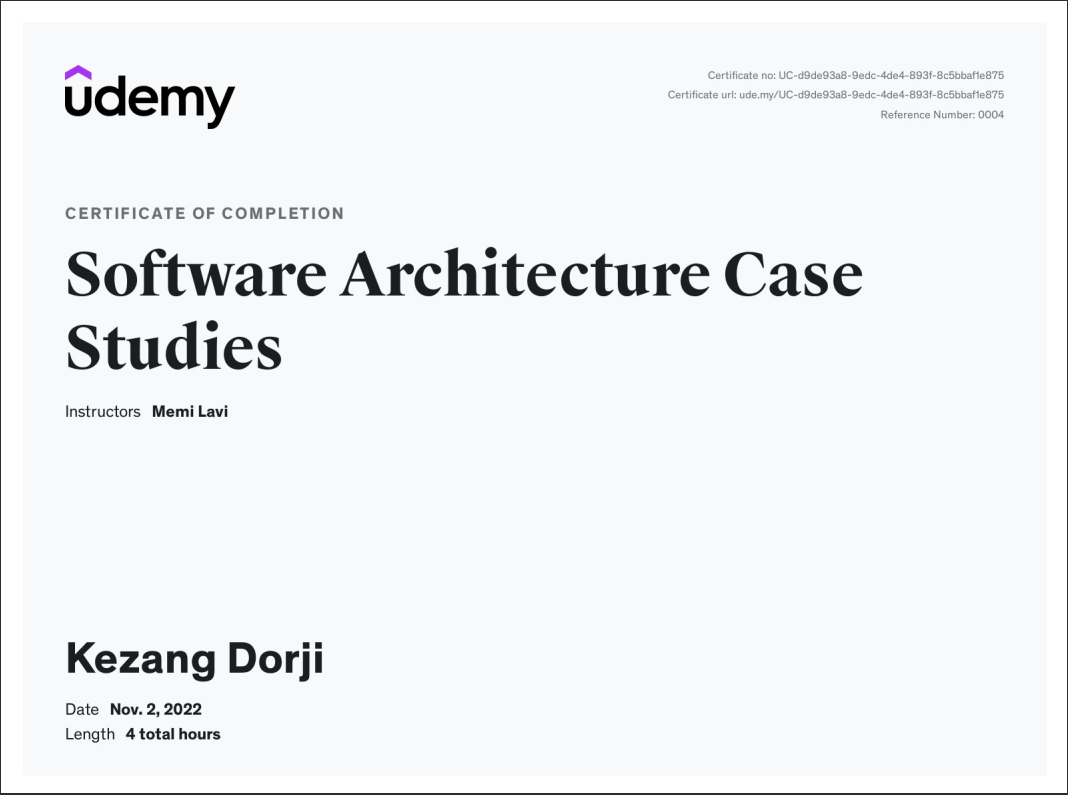 udemy
Certificate no: UC-d9de93a8-9edc-4de4-893f-8c5bbaf1e875
Certificate url: ude.my/UC-d9de93a8-9edc-4de4-893f-8c5bbaf1e875
Reference Number: 0004
CERTIFICATE OF COMPLETION
Software Architecture Case
Studies
Instructors Memi Lavi
Kezang Dorji
Date Nov. 2, 2022
Length 4 total hours